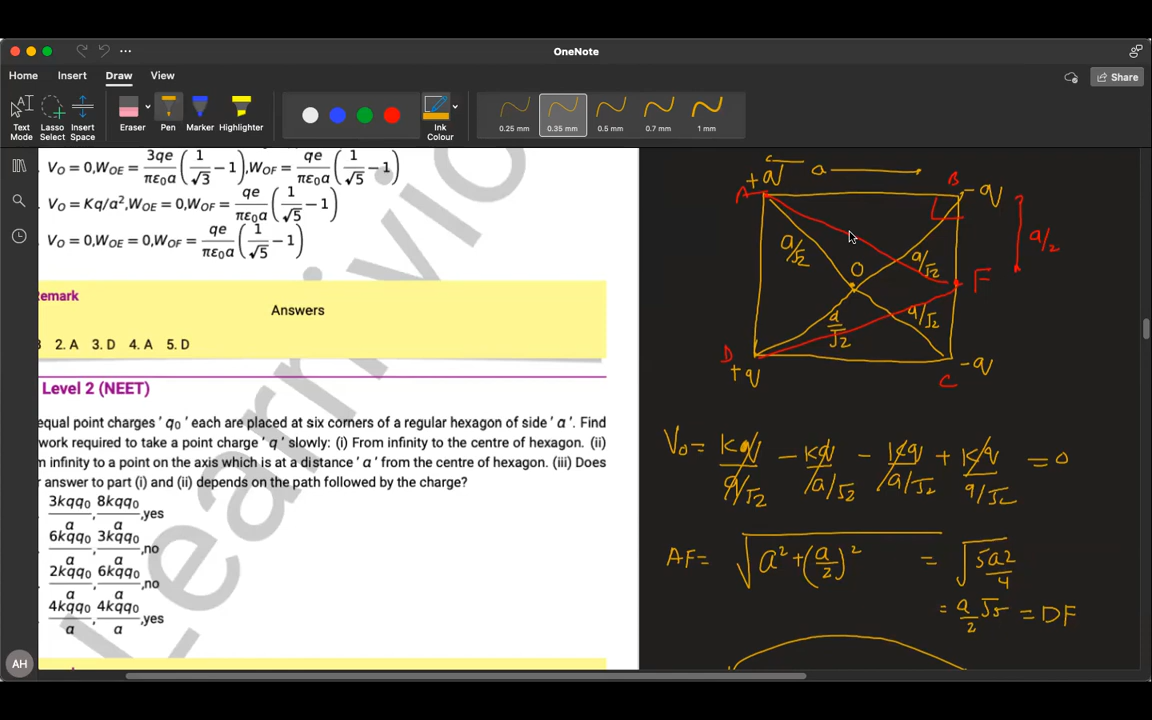 OneNote
Home Insert Draw View
Share
Text Mode
Lasso Select
Insert Space
Eraser
Pen
Marker
Highlighter
Ink Colour
0.25 mm
0.35 mm
0.5 mm
0.7 mm
1 mm
V_O = 0, W_OE = 3qe/πε₀a (1/√3 − 1), W_OF = qe/πε₀a (1/√5 − 1)
V_O = Kq/a², W_OE = 0, W_OF = qe/πε₀a (1/√5 − 1)
V_O = 0, W_OE = 0, W_OF = qe/πε₀a (1/√5 − 1)
emark
Answers
2. A 3. D 4. A 5. D
Level 2 (NEET)
equal point charges ' q₀ ' each are placed at six corners of a regular hexagon of side ' a '. Find
work required to take a point charge ' q ' slowly: (i) From infinity to the centre of hexagon. (ii)
m infinity to a point on the axis which is at a distance ' a ' from the centre of hexagon. (iii) Does
r answer to part (i) and (ii) depends on the path followed by the charge?
3kqq₀/a, 8kqq₀/a, yes
6kqq₀/a, 3kqq₀/a, no
2kqq₀/a, 6kqq₀/a, no
4kqq₀/a, 4kqq₀/a, yes
AH
Learnvio
a
+q
A
B
-q
a/2
a/√2
O
a/√2
F
a/√2
a/√2
D
+q
C
-q
V₀ = Kq/a/√2 − Kq/a/√2 − Kq/a/√2 + Kq/a/√2 = 0
AF = √a² + (a/2)² = √5a²/4
= a/2 √5 = DF